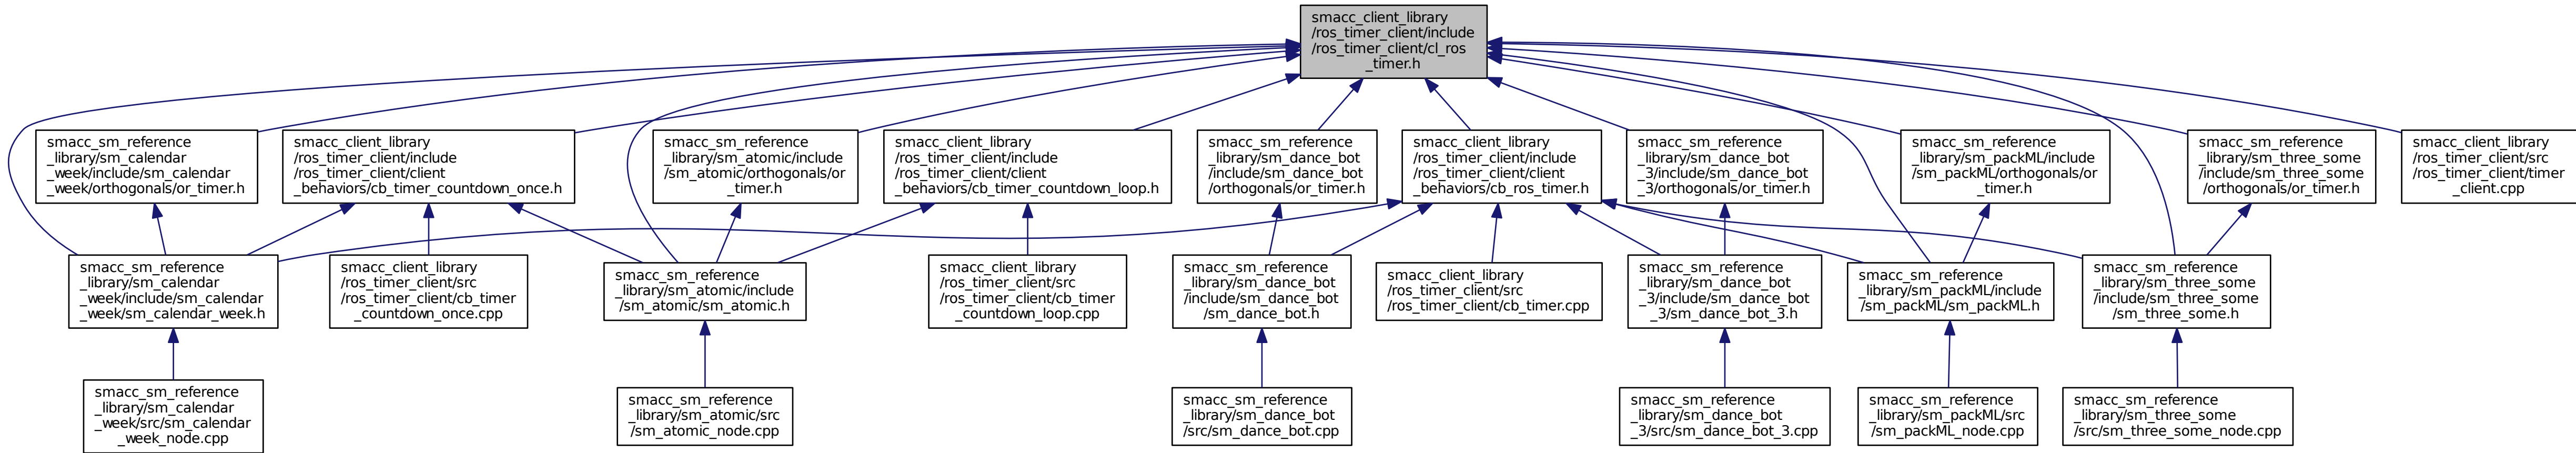 smacc_client_library
/ros_timer_client/include
/ros_timer_client/cl_ros
_timer.h
smacc_sm_reference
_library/sm_calendar
_week/include/sm_calendar
_week/orthogonals/or_timer.h
smacc_client_library
/ros_timer_client/include
/ros_timer_client/client
_behaviors/cb_timer_countdown_once.h
smacc_sm_reference
_library/sm_atomic/include
/sm_atomic/orthogonals/or
_timer.h
smacc_client_library
/ros_timer_client/include
/ros_timer_client/client
_behaviors/cb_timer_countdown_loop.h
smacc_sm_reference
_library/sm_dance_bot
/include/sm_dance_bot
/orthogonals/or_timer.h
smacc_client_library
/ros_timer_client/include
/ros_timer_client/client
_behaviors/cb_ros_timer.h
smacc_sm_reference
_library/sm_dance_bot
_3/include/sm_dance_bot
_3/orthogonals/or_timer.h
smacc_sm_reference
_library/sm_packML/include
/sm_packML/orthogonals/or
_timer.h
smacc_sm_reference
_library/sm_three_some
/include/sm_three_some
/orthogonals/or_timer.h
smacc_client_library
/ros_timer_client/src
/ros_timer_client/timer
_client.cpp
smacc_sm_reference
_library/sm_calendar
_week/include/sm_calendar
_week/sm_calendar_week.h
smacc_client_library
/ros_timer_client/src
/ros_timer_client/cb_timer
_countdown_once.cpp
smacc_sm_reference
_library/sm_atomic/include
/sm_atomic/sm_atomic.h
smacc_client_library
/ros_timer_client/src
/ros_timer_client/cb_timer
_countdown_loop.cpp
smacc_sm_reference
_library/sm_dance_bot
/include/sm_dance_bot
/sm_dance_bot.h
smacc_client_library
/ros_timer_client/src
/ros_timer_client/cb_timer.cpp
smacc_sm_reference
_library/sm_dance_bot
_3/include/sm_dance_bot
_3/sm_dance_bot_3.h
smacc_sm_reference
_library/sm_packML/include
/sm_packML/sm_packML.h
smacc_sm_reference
_library/sm_three_some
/include/sm_three_some
/sm_three_some.h
smacc_sm_reference
_library/sm_calendar
_week/src/sm_calendar
_week_node.cpp
smacc_sm_reference
_library/sm_atomic/src
/sm_atomic_node.cpp
smacc_sm_reference
_library/sm_dance_bot
/src/sm_dance_bot.cpp
smacc_sm_reference
_library/sm_dance_bot
_3/src/sm_dance_bot_3.cpp
smacc_sm_reference
_library/sm_packML/src
/sm_packML_node.cpp
smacc_sm_reference
_library/sm_three_some
/src/sm_three_some_node.cpp